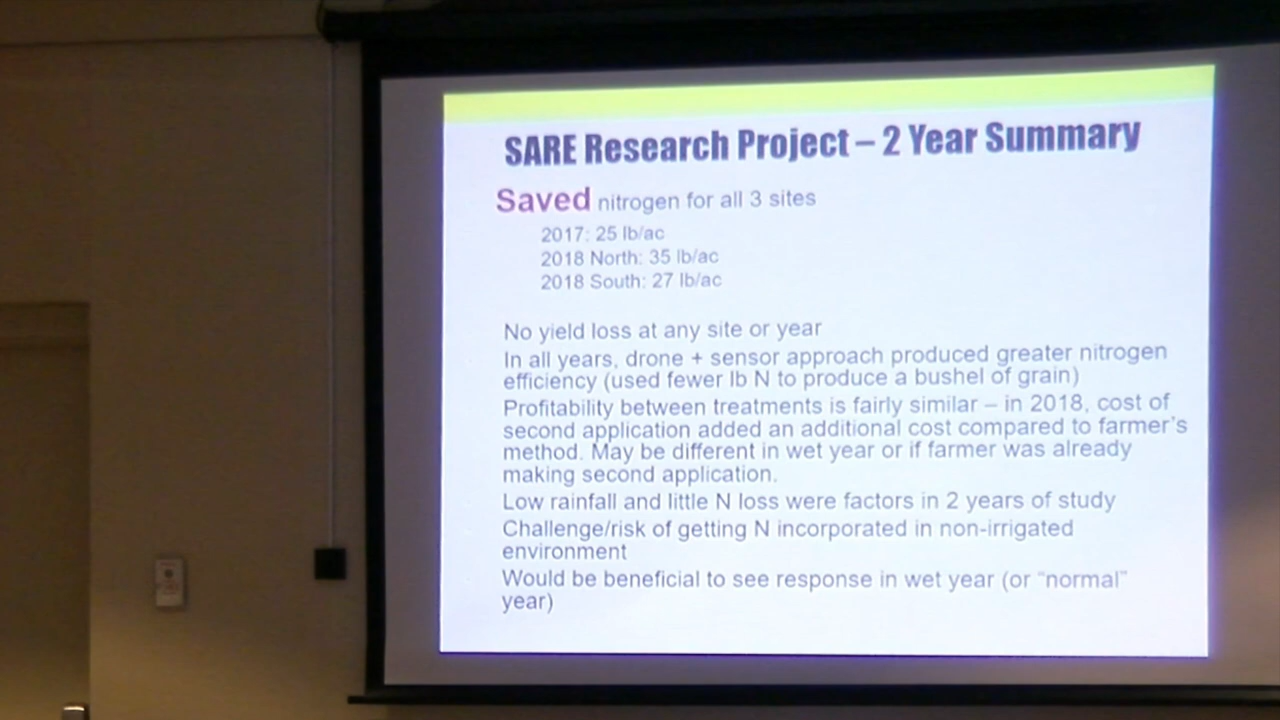 SARE Research Project – 2 Year Summary
Saved nitrogen for all 3 sites
2017: 25 lb/ac
2018 North: 35 lb/ac
2018 South: 27 lb/ac
No yield loss at any site or year
In all years, drone + sensor approach produced greater nitrogen
efficiency (used fewer lb N to produce a bushel of grain)
Profitability between treatments is fairly similar – in 2018, cost of
second application added an additional cost compared to farmer's
method. May be different in wet year or if farmer was already
making second application.
Low rainfall and little N loss were factors in 2 years of study
Challenge/risk of getting N incorporated in non-irrigated
environment
Would be beneficial to see response in wet year (or "normal"
year)